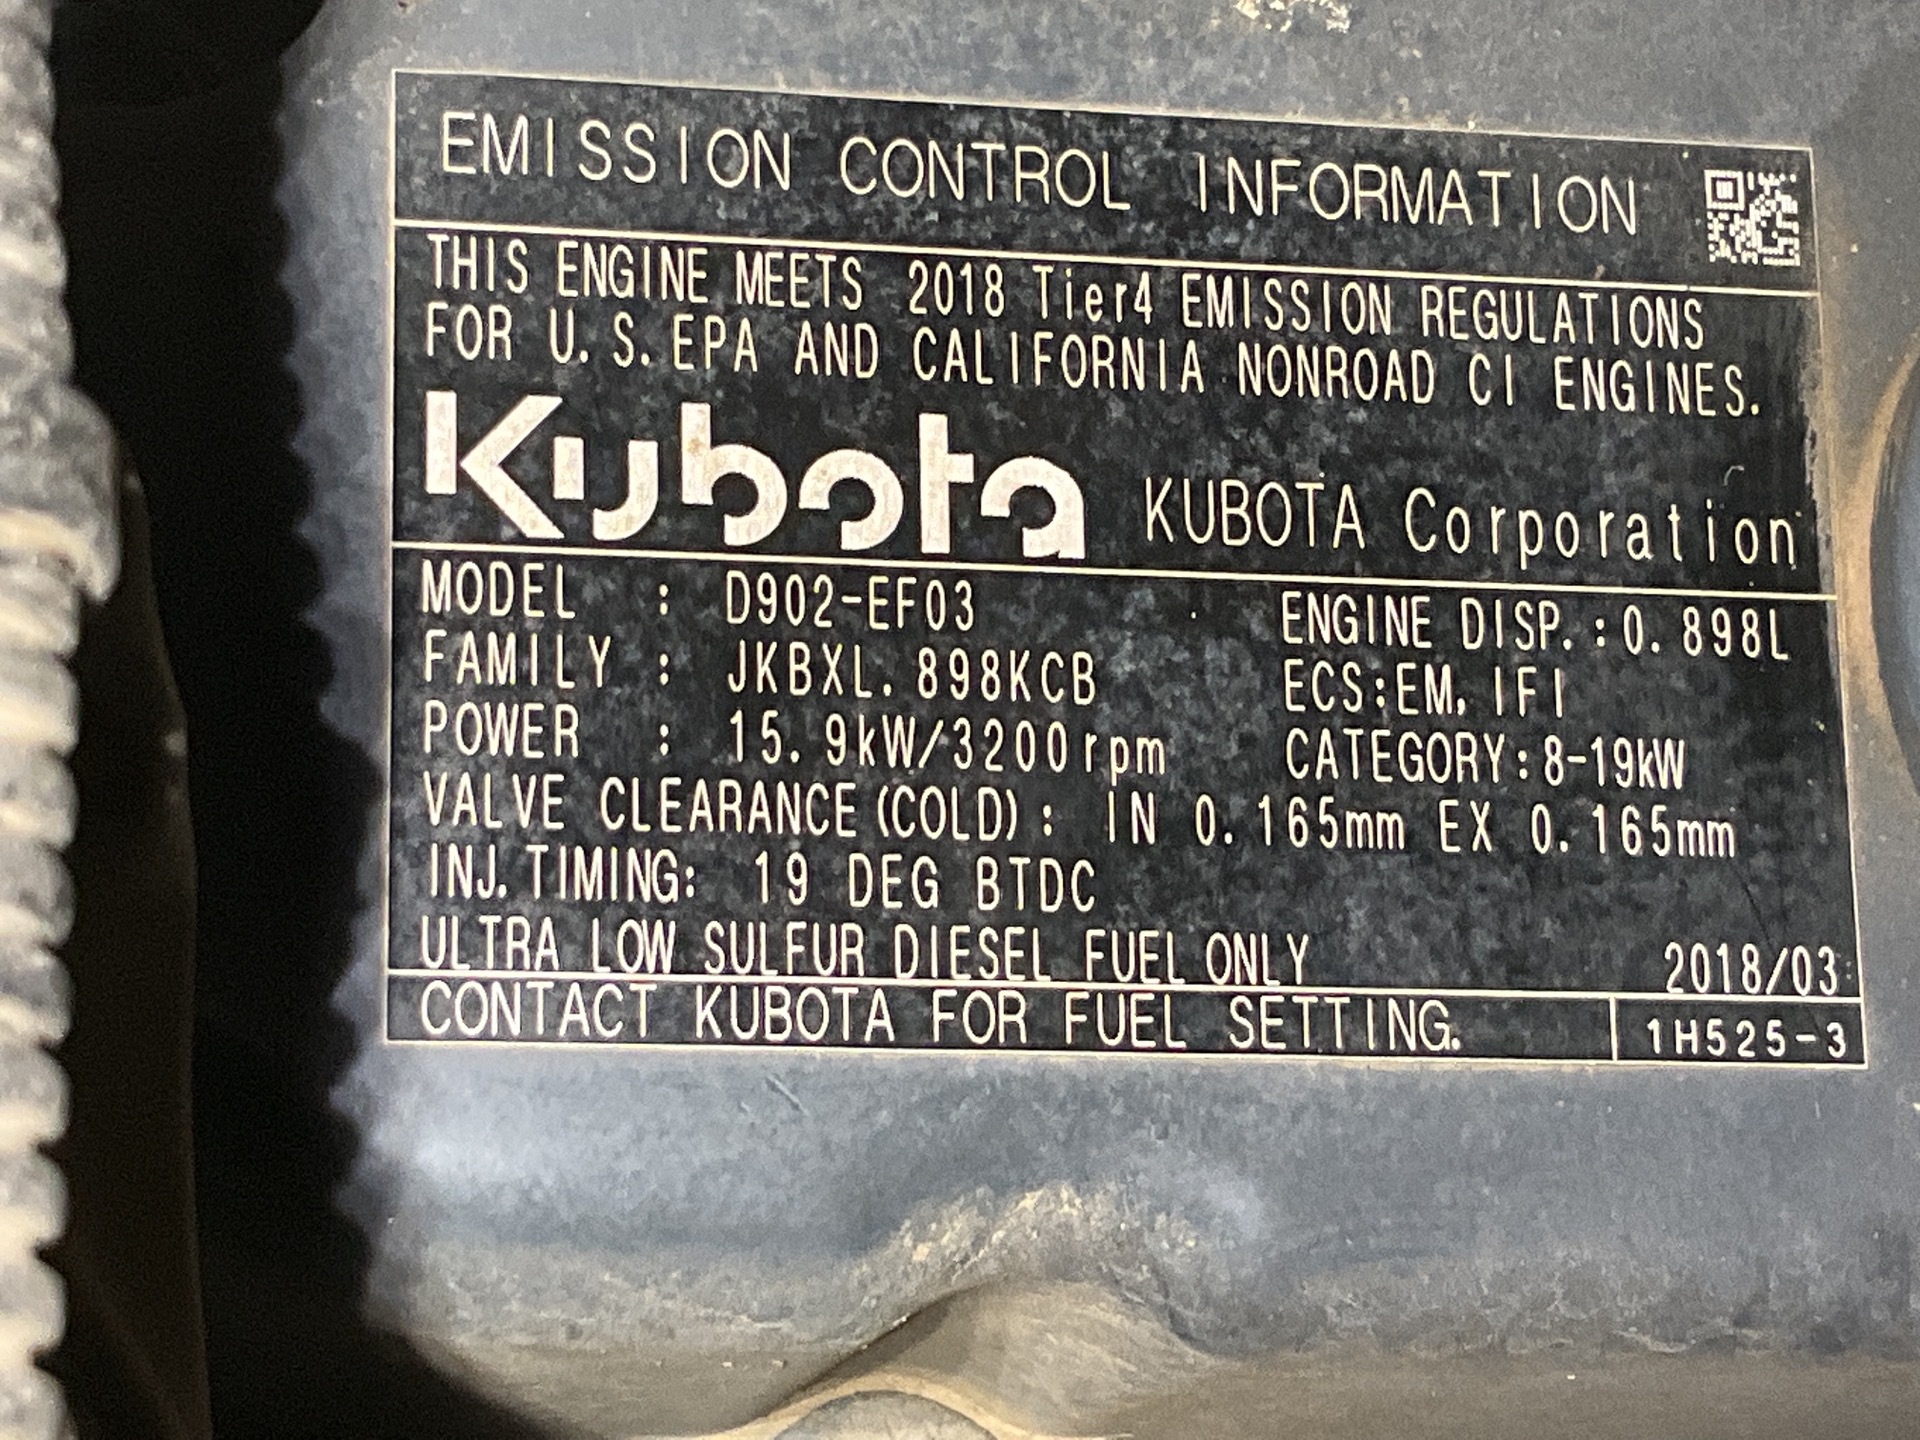 EMISSION CONTROL INFORMATION
THIS ENGINE MEETS 2018 Tier4 EMISSION REGULATIONS
FOR U.S.EPA AND CALIFORNIA NONROAD CI ENGINES.
Kubota KUBOTA Corporation
MODEL : D902-EF03 ENGINE DISP.:0.898L
FAMILY : JKBXL.898KCB ECS:EM, IFI
POWER : 15.9kW/3200rpm CATEGORY:8-19kW
VALVE CLEARANCE(COLD): IN 0.165mm EX 0.165mm
INJ.TIMING: 19 DEG BTDC
ULTRA LOW SULFUR DIESEL FUEL ONLY 2018/03
CONTACT KUBOTA FOR FUEL SETTING. 1H525-3